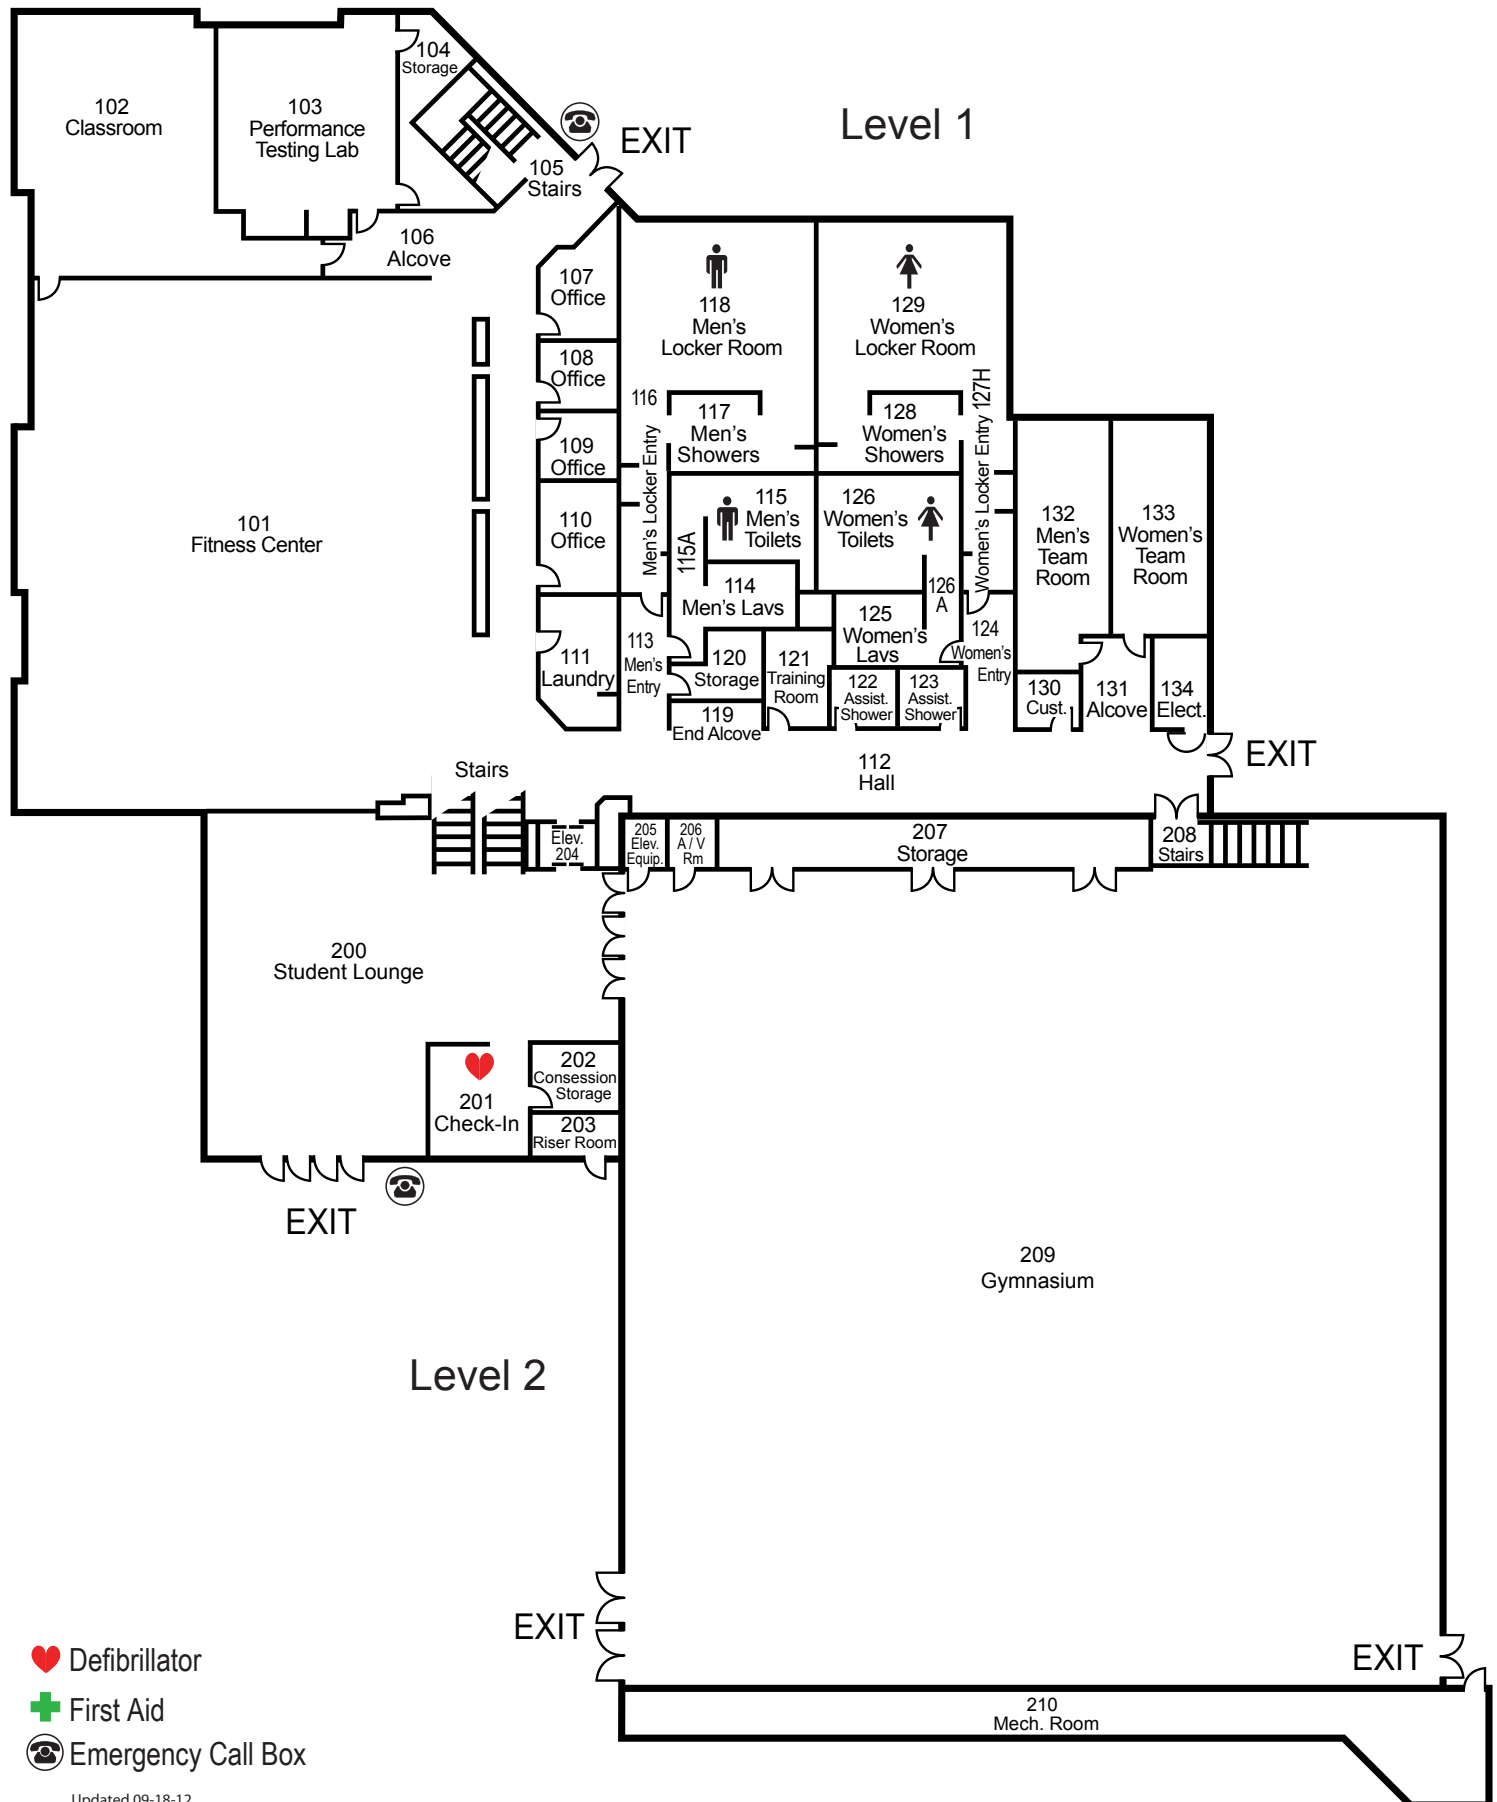 Level 1
104
Storage
102
Classroom
103
Performance
Testing Lab
EXIT
105
Stairs
106
Alcove
107
Office
118
Men's
Locker Room
129
Women's
Locker Room
108
Office
116
Men's Locker Entry
117
Men's
Showers
128
Women's
Showers
Women's Locker Entry 127H
109
Office
101
Fitness Center
110
Office
115
Men's
Toilets
115A
126
Women's
Toilets
132
Men's
Team
Room
133
Women's
Team
Room
114
Men's Lavs
126
A
125
Women's
Lavs
124
Women's
Entry
111
Laundry
113
Men's
Entry
120
Storage
121
Training
Room
122
Assist.
Shower
123
Assist.
Shower
130
Cust.
131
Alcove
134
Elect.
119
End Alcove
112
Hall
EXIT
Stairs
Elev.
204
205
Elev.
Equip.
206
A / V
Rm
207
Storage
208
Stairs
200
Student Lounge
201
Check-In
202
Consession
Storage
203
Riser Room
EXIT
209
Gymnasium
Level 2
EXIT
EXIT
210
Mech. Room
Defibrillator
First Aid
Emergency Call Box
Updated 09-18-12